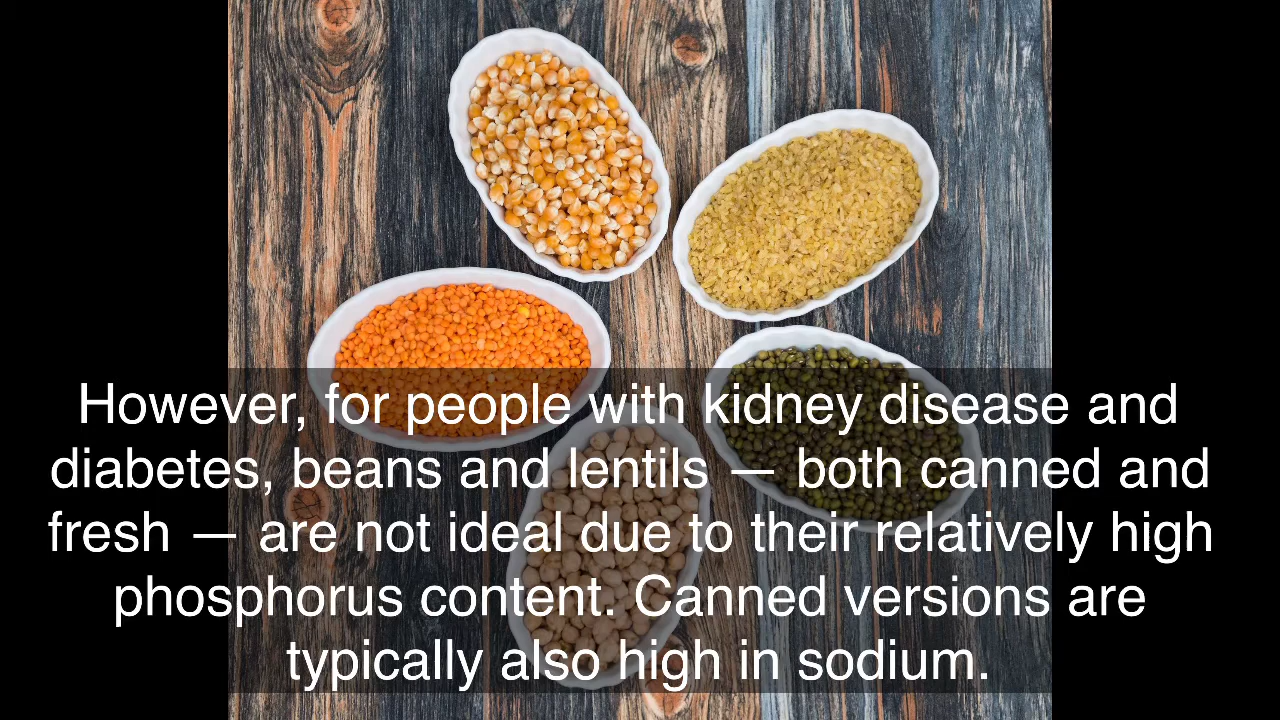 However, for people with kidney disease and
diabetes, beans and lentils — both canned and
fresh — are not ideal due to their relatively high
phosphorus content. Canned versions are
typically also high in sodium.